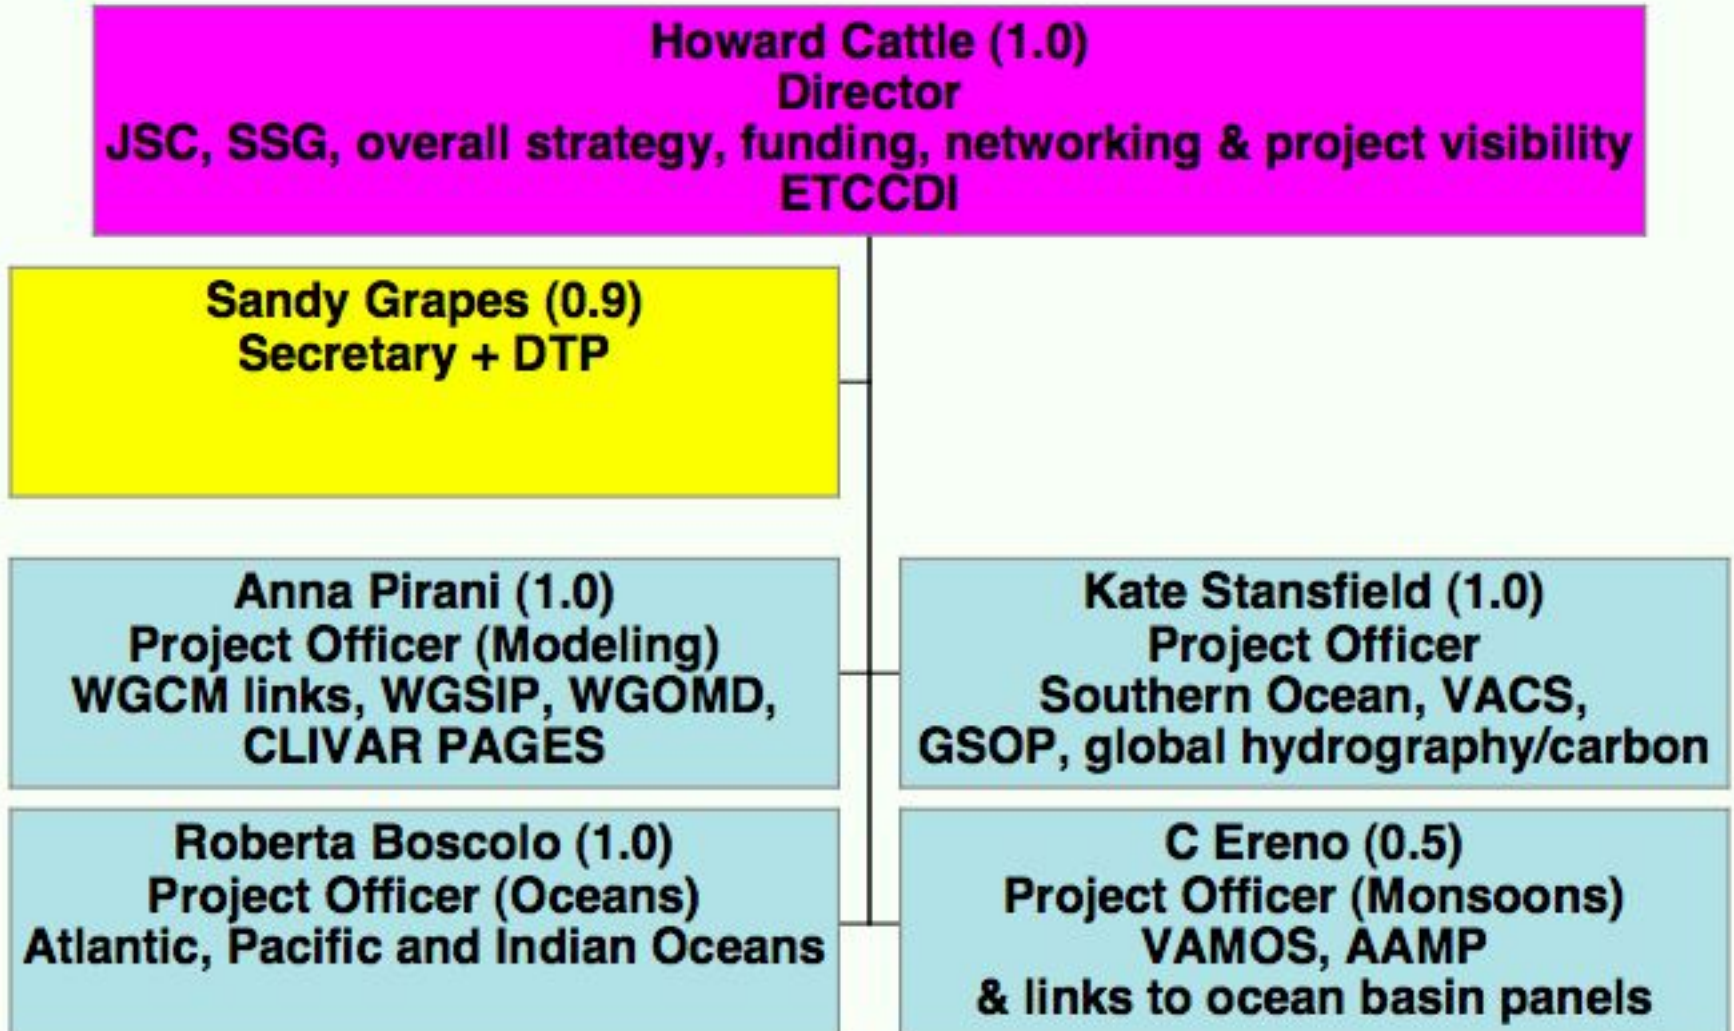 Howard Cattle (1.0)
Director
JSC, SSG, overall strategy, funding, networking & project visibility
ETCCDI
Sandy Grapes (0.9)
Secretary + DTP
Anna Pirani (1.0)
Project Officer (Modeling)
WGCM links, WGSIP, WGOMD,
CLIVAR PAGES
Kate Stansfield (1.0)
Project Officer
Southern Ocean, VACS,
GSOP, global hydrography/carbon
Roberta Boscolo (1.0)
Project Officer (Oceans)
Atlantic, Pacific and Indian Oceans
C Ereno (0.5)
Project Officer (Monsoons)
VAMOS, AAMP
& links to ocean basin panels